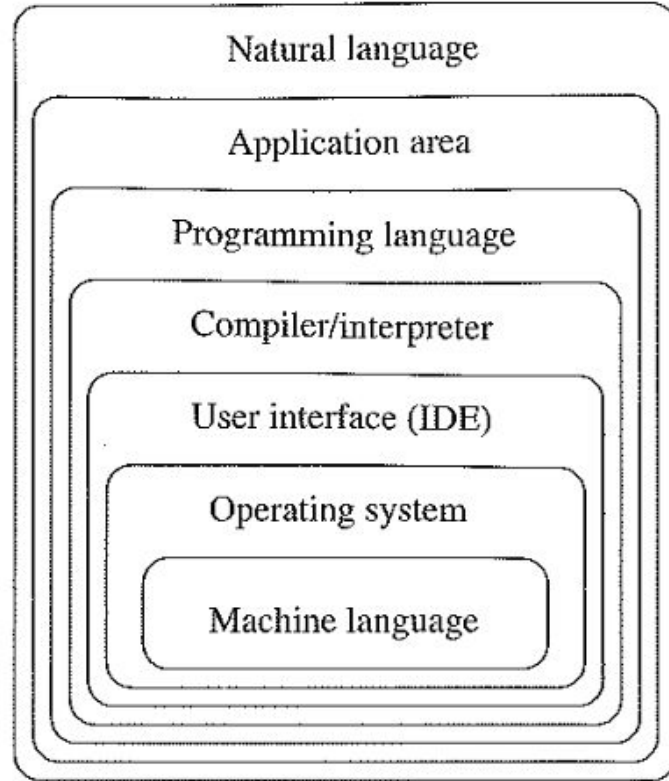 Natural language
Application area
Programming language
Compiler/interpreter
User interface (IDE)
Operating system
Machine language